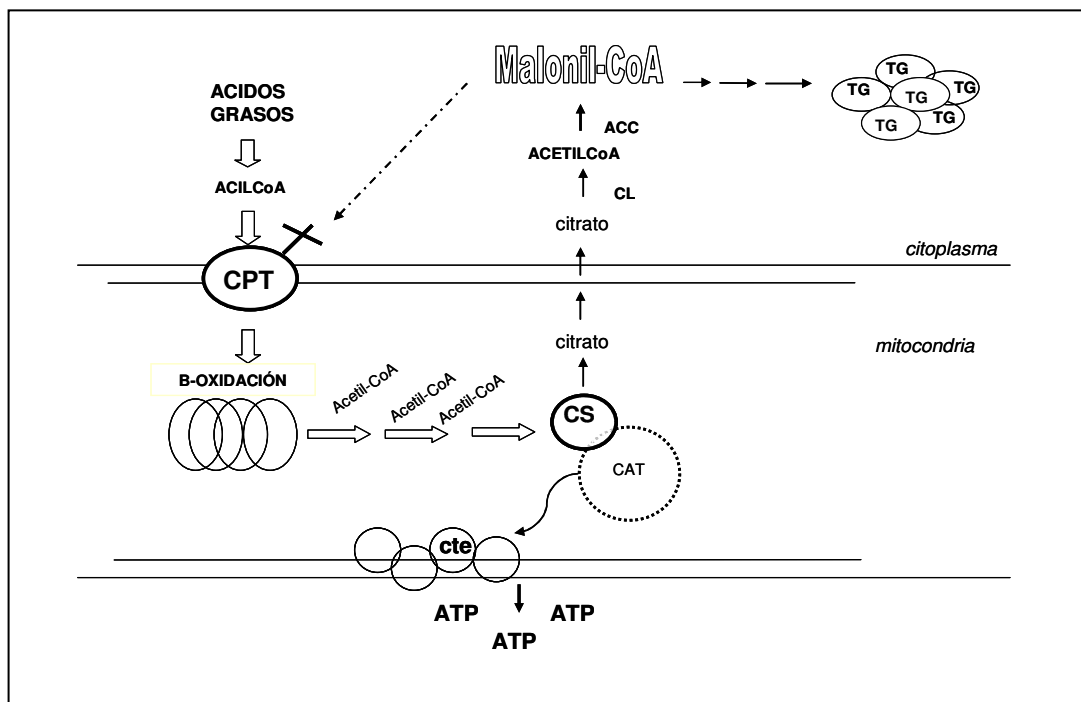 Malonil-CoA
TG
TG
TG
TG
TG
TG
ACIDOS
GRASOS
ACC
ACETILCoA
ACILCoA
CL
citrato
citoplasma
CPT
citrato
mitocondria
B-OXIDACIÓN
Acetil-CoA
Acetil-CoA
Acetil-CoA
CS
CAT
cte
ATP
ATP
ATP